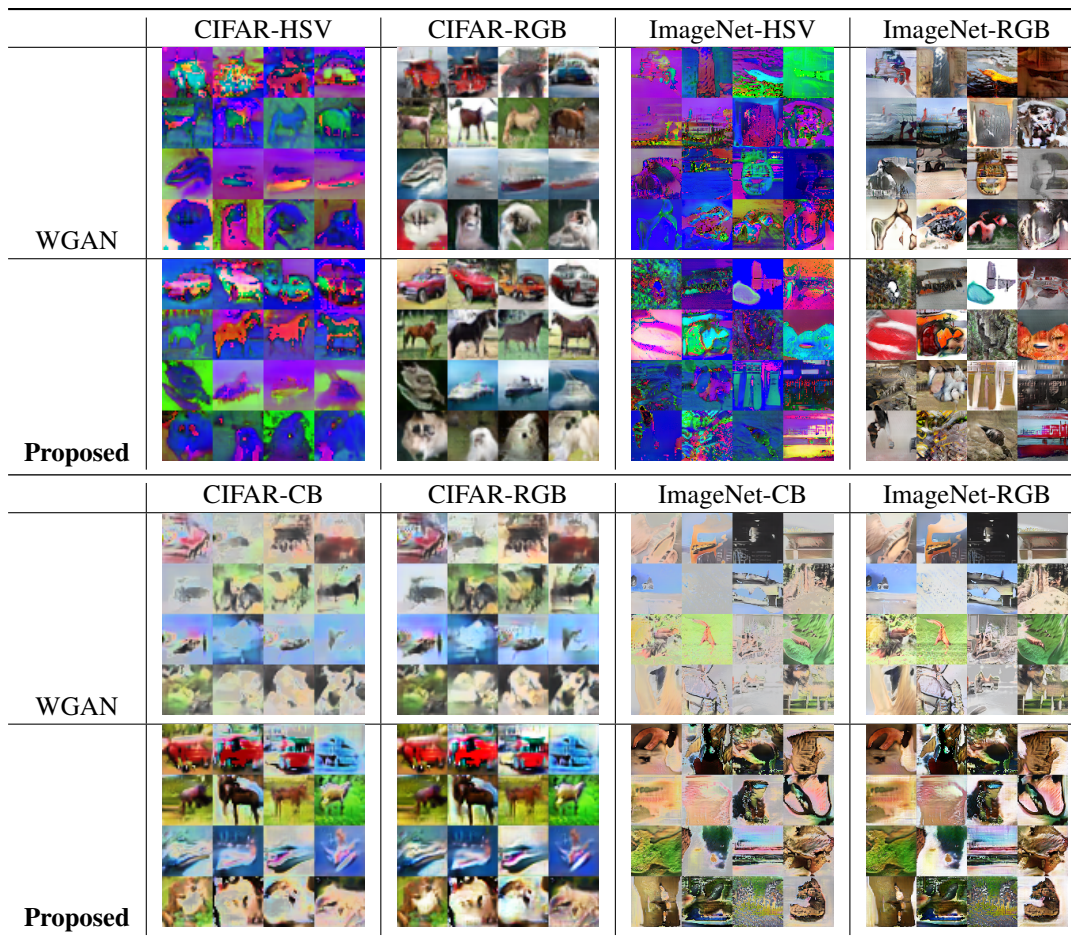 CIFAR-HSV CIFAR-RGB ImageNet-HSV ImageNet-RGB
WGAN
Proposed
CIFAR-CB CIFAR-RGB ImageNet-CB ImageNet-RGB
WGAN
Proposed